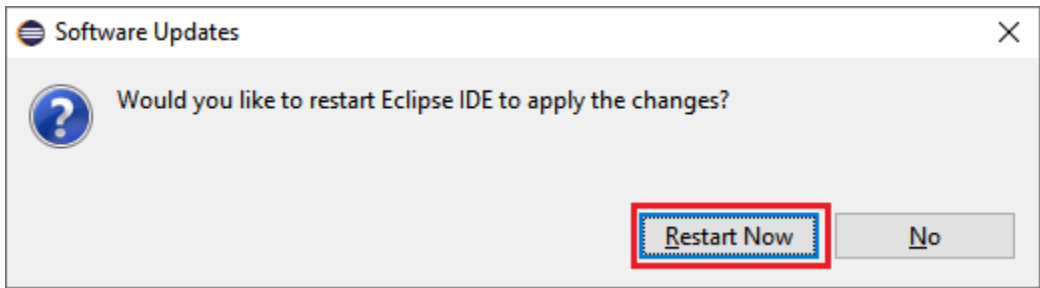 Software Updates
Would you like to restart Eclipse IDE to apply the changes?
Restart Now No